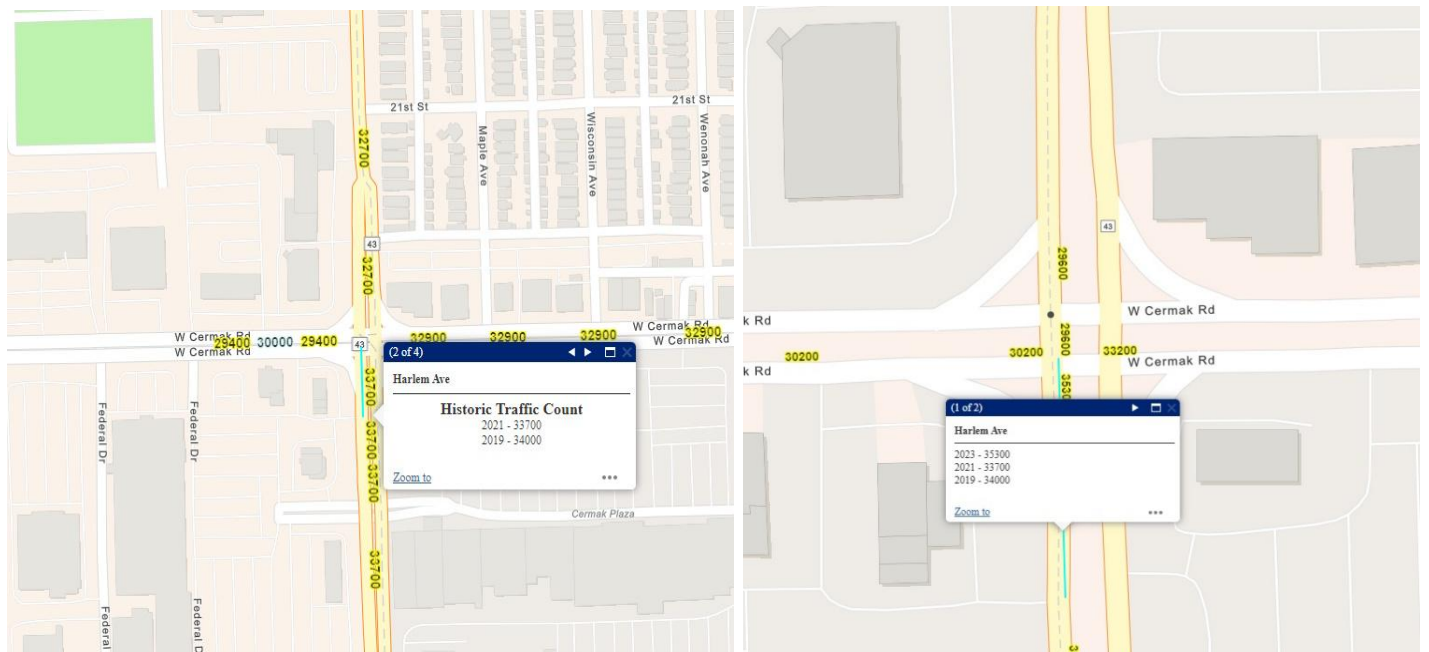 21st St
21st St
Maple Ave
Wisconsin Ave
Wenonah Ave
32700
43
32700
W Cermak Rd
W Cermak Rd
29400 30000 29400
43
32900
32900
32900
W Cermak Rd
32900
W Cermak Rd
(2 of 4)
Harlem Ave
Historic Traffic Count
2021 - 33700
2019 - 34000
Zoom to
33700
33700
33700
33700
Federal Dr
Federal Dr
Federal
Federal D
Cermak Plaza
43
29600
k Rd
W Cermak Rd
29600
30200
30200
33200
k Rd
W Cermak Rd
3530
(1 of 2)
Harlem Ave
2023 - 35300
2021 - 33700
2019 - 34000
Zoom to
3